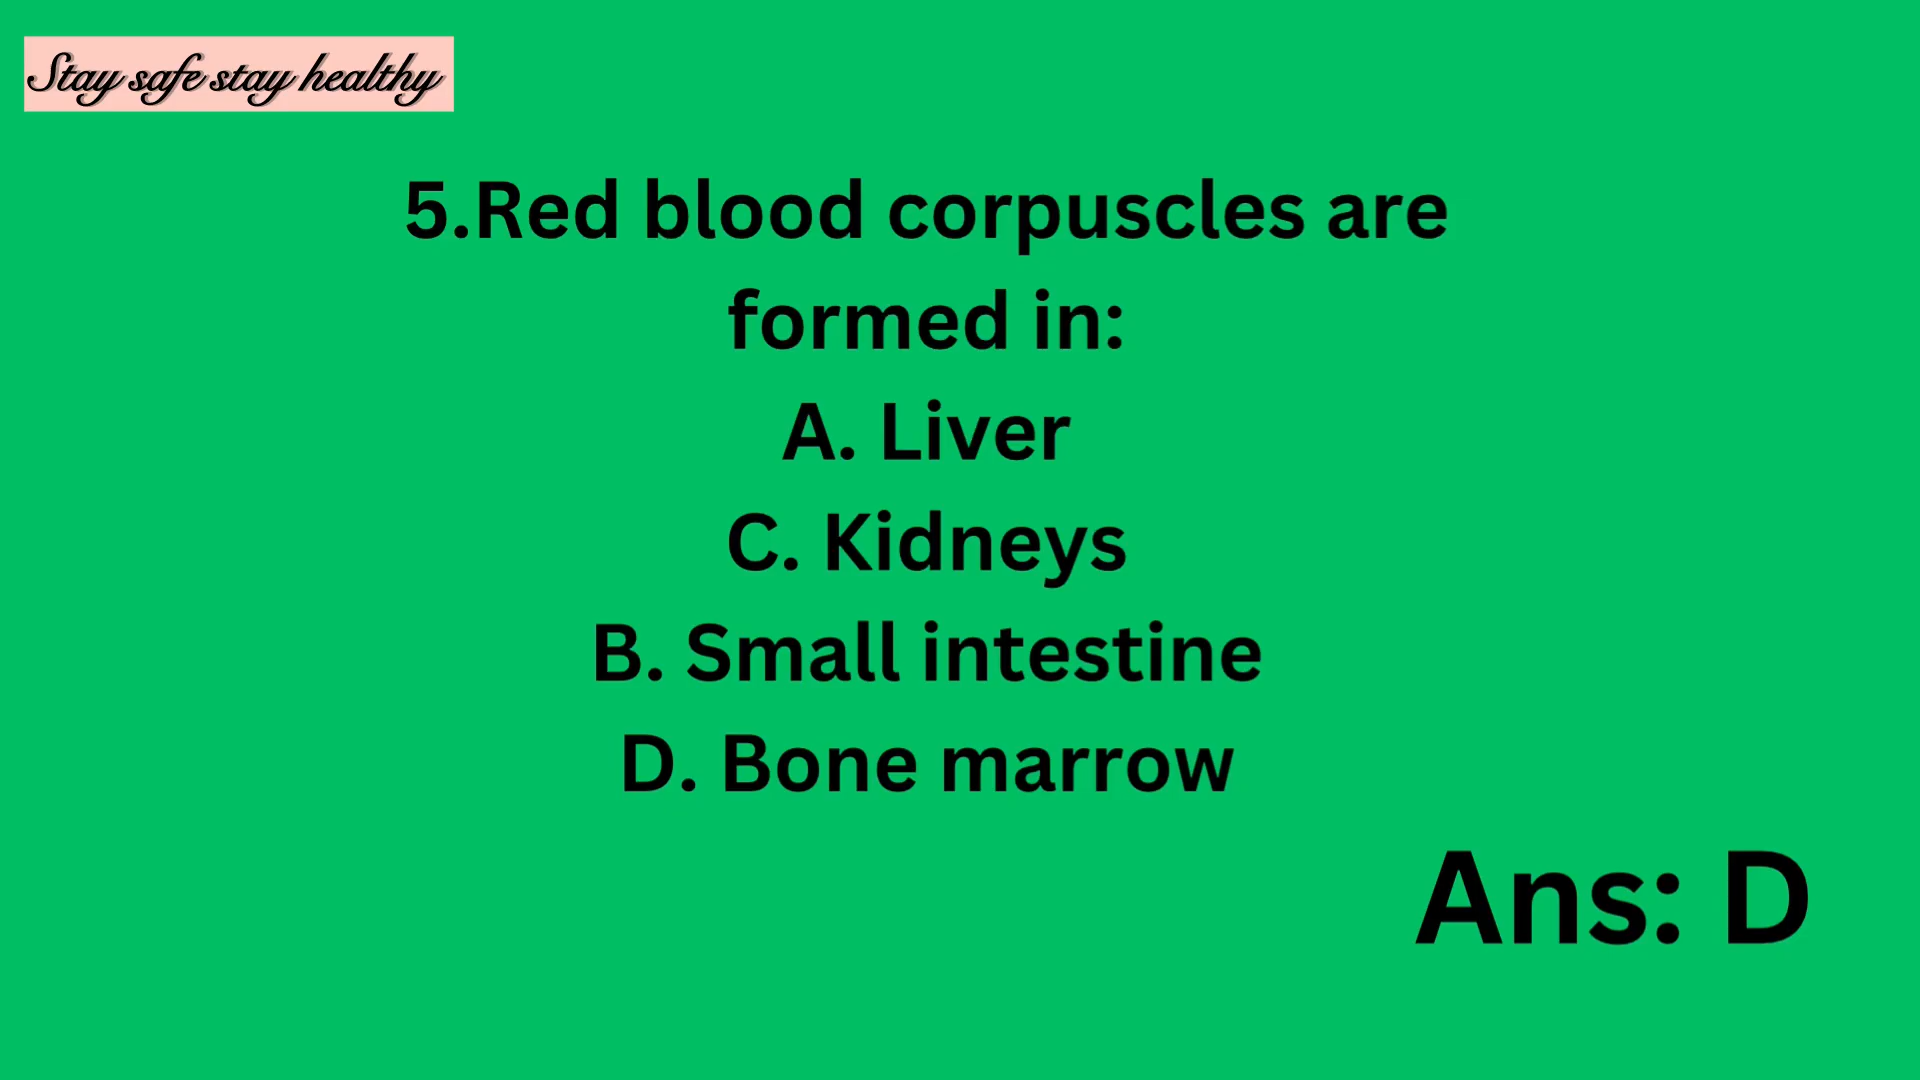 Stay safe stay healthy
5.Red blood corpuscles are
formed in:
A. Liver
C. Kidneys
B. Small intestine
D. Bone marrow
Ans: D